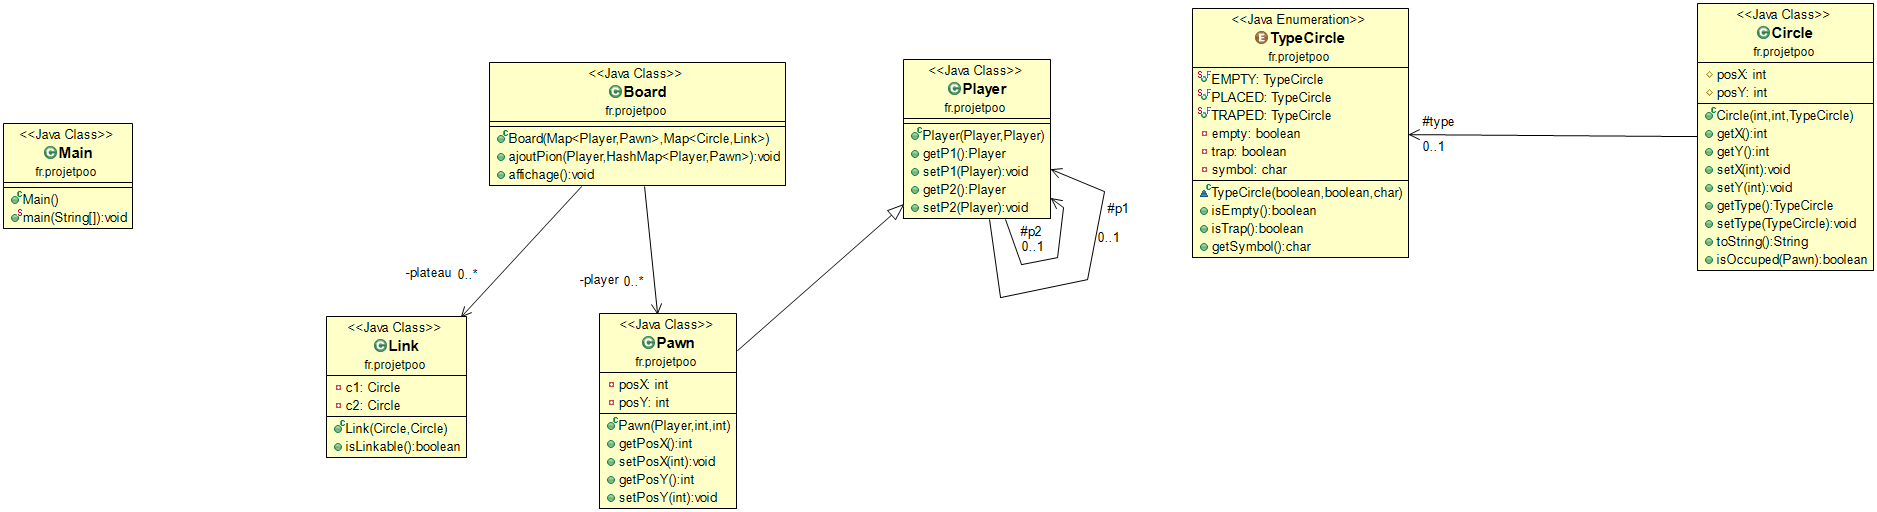 <<Java Class>>
Main
fr.projetpoo
Main()
main(String[]):void
<<Java Class>>
Board
fr.projetpoo
Board(Map<Player,Pawn>,Map<Circle,Link>)
ajoutPion(Player,HashMap<Player,Pawn>):void
affichage():void
-plateau 0..*
-player 0..*
<<Java Class>>
Link
fr.projetpoo
c1: Circle
c2: Circle
Link(Circle,Circle)
isLinkable():boolean
<<Java Class>>
Pawn
fr.projetpoo
posX: int
posY: int
Pawn(Player,int,int)
getPosX():int
setPosX(int):void
getPosY():int
setPosY(int):void
<<Java Class>>
Player
fr.projetpoo
Player(Player,Player)
getP1():Player
setP1(Player):void
getP2():Player
setP2(Player):void
#p2
0..1
#p1
0..1
<<Java Enumeration>>
TypeCircle
fr.projetpoo
EMPTY: TypeCircle
PLACED: TypeCircle
TRAPED: TypeCircle
empty: boolean
trap: boolean
symbol: char
TypeCircle(boolean,boolean,char)
isEmpty():boolean
isTrap():boolean
getSymbol():char
#type
0..1
<<Java Class>>
Circle
fr.projetpoo
posX: int
posY: int
Circle(int,int,TypeCircle)
getX():int
getY():int
setX(int):void
setY(int):void
getType():TypeCircle
setType(TypeCircle):void
toString():String
isOccuped(Pawn):boolean